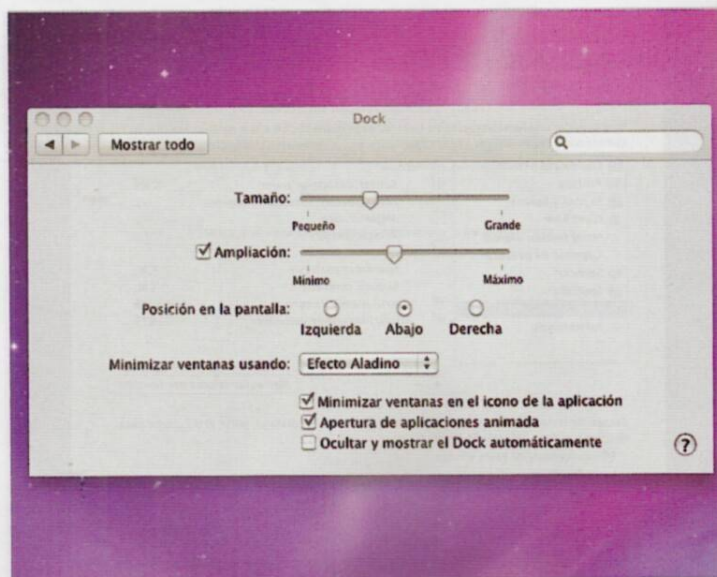 Dock
Mostrar todo
Tamaño:
Pequeño Grande
Ampliación:
Mínimo Máximo
Posición en la pantalla:
Izquierda Abajo Derecha
Minimizar ventanas usando: Efecto Aladino
Minimizar ventanas en el icono de la aplicación
Apertura de aplicaciones animada
Ocultar y mostrar el Dock automáticamente
?